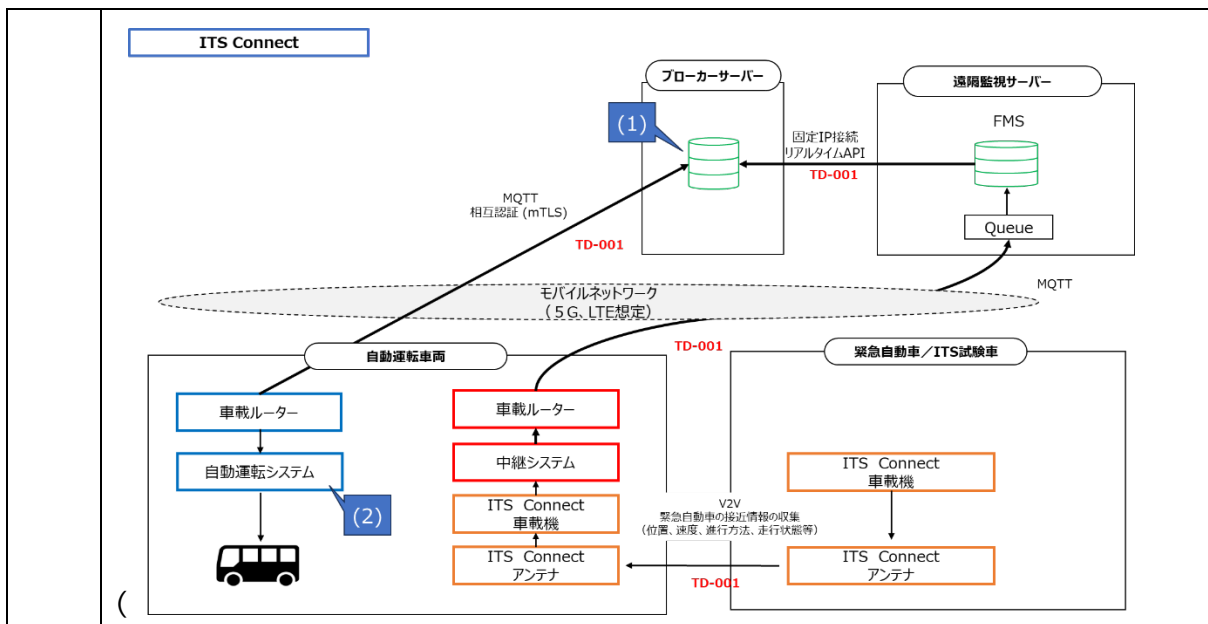 ITS Connect
ブローカーサーバー
遠隔監視サーバー
(1)
FMS
固定IP接続
リアルタイムAPI
TD-001
Queue
MQTT
相互認証 (mTLS)
TD-001
MQTT
モバイルネットワーク
（５G、LTE想定）
TD-001
自動運転車両
緊急自動車／ITS試験車
車載ルーター
車載ルーター
自動運転システム
中継システム
(2)
ITS Connect
車載機
ITS Connect
車載機
V2V
緊急自動車の接近情報の収集
（位置、速度、進行方法、走行状態等）
ITS Connect
アンテナ
ITS Connect
アンテナ
TD-001
(